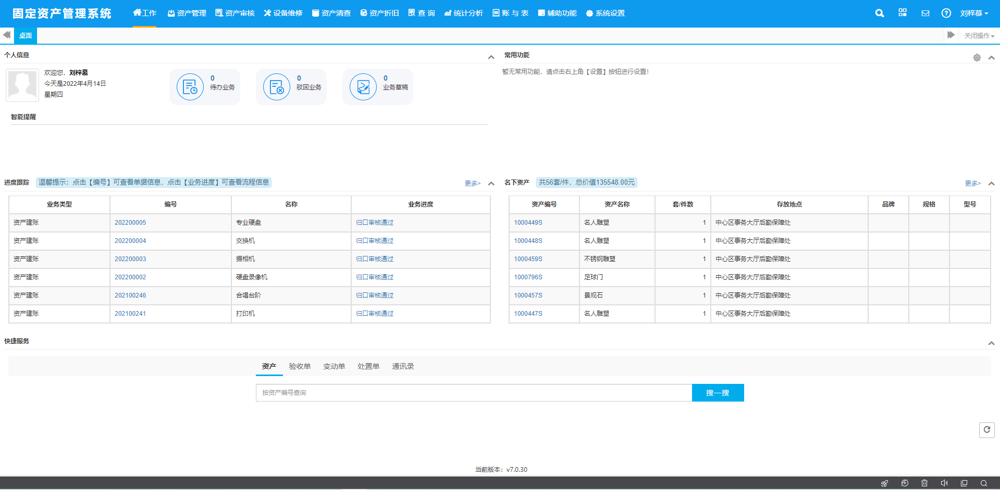 固定资产管理系统 工作 资产管理 资产审核 设备维修 资产清查 资产折旧 查 询 统计分析 账 与 表 辅助功能 系统设置 刘梓慕
桌面 关闭操作
个人信息
欢迎您，刘梓慕
今天是2022年4月14日
星期四
0
待办业务
0
驳回业务
0
业务草稿
智能提醒
常用功能
暂无常用功能，请点击右上角【设置】按钮进行设置！
进度跟踪 温馨提示：点击【编号】可查看单据信息，点击【业务进度】可查看流程信息 更多>
业务类型 编号 名称 业务进度
资产建账 202200005 专业硬盘 归口审核通过
资产建账 202200004 交换机 归口审核通过
资产建账 202200003 摄相机 归口审核通过
资产建账 202200002 硬盘录像机 归口审核通过
资产建账 202100246 合唱台阶 归口审核通过
资产建账 202100241 打印机 归口审核通过
名下资产 共56套/件，总价值135548.00元 更多>
资产编号 资产名称 套/件数 存放地点 品牌 规格 型号
1000449S 名人雕塑 1 中心区事务大厅后勤保障处
1000448S 名人雕塑 1 中心区事务大厅后勤保障处
1000459S 不锈钢雕塑 1 中心区事务大厅后勤保障处
1000796S 足球门 1 中心区事务大厅后勤保障处
1000457S 景观石 1 中心区事务大厅后勤保障处
1000447S 名人雕塑 1 中心区事务大厅后勤保障处
快捷服务
资产 验收单 变动单 处置单 通讯录
按资产编号查询 搜一搜
当前版本：v7.0.30